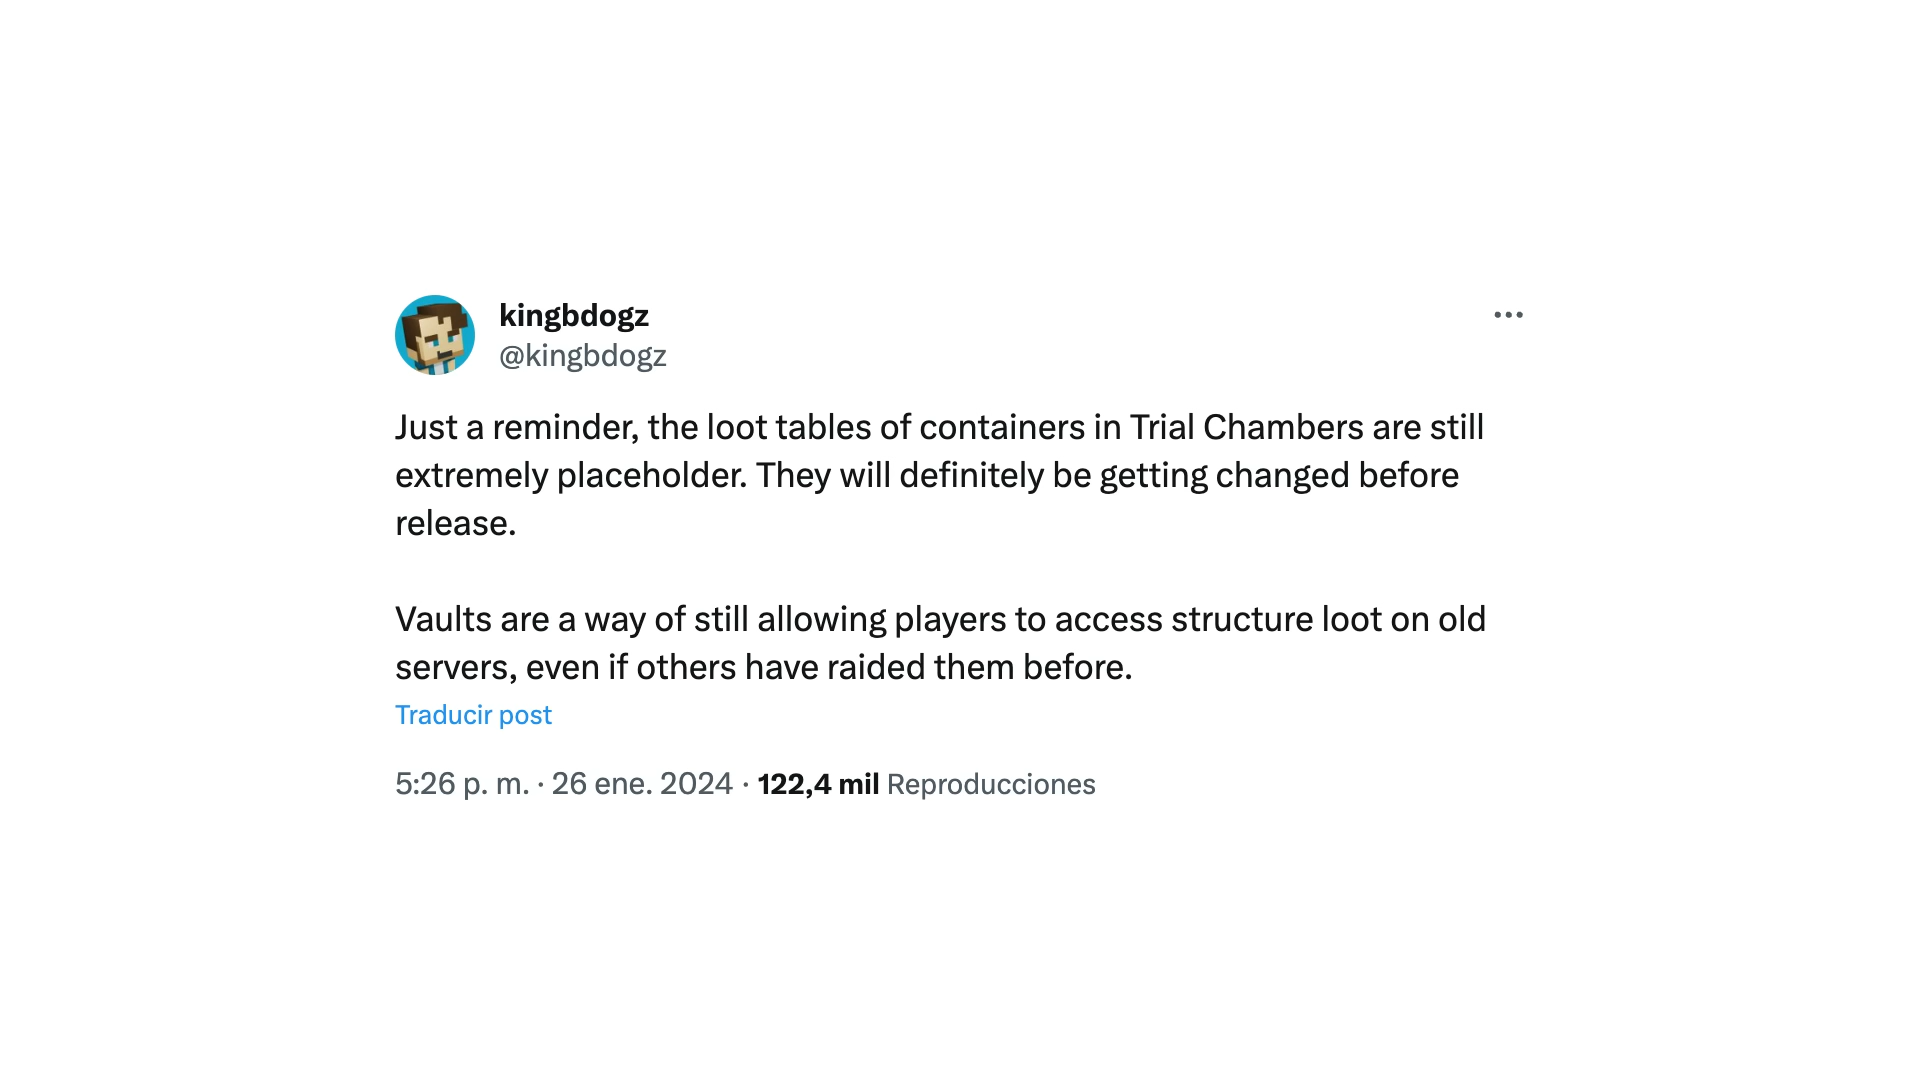 kingbdogz
@kingbdogz
Just a reminder, the loot tables of containers in Trial Chambers are still
extremely placeholder. They will definitely be getting changed before
release.
Vaults are a way of still allowing players to access structure loot on old
servers, even if others have raided them before.
Traducir post
5:26 p. m. · 26 ene. 2024 · 122,4 mil Reproducciones